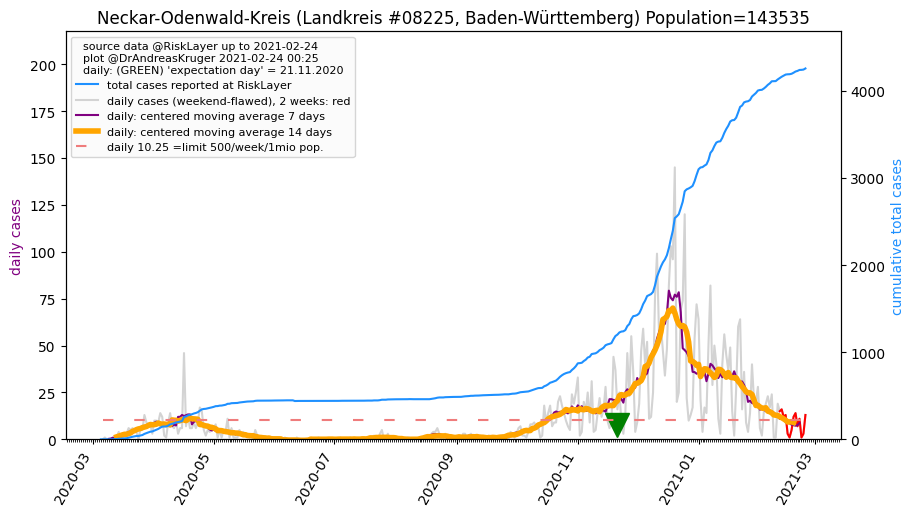 Neckar-Odenwald-Kreis (Landkreis #08225, Baden-Württemberg) Population=143535
source data @RiskLayer up to 2021-02-24
plot @DrAndreasKruger 2021-02-24 00:25
daily: (GREEN) 'expectation day' = 21.11.2020
total cases reported at RiskLayer
daily cases (weekend-flawed), 2 weeks: red
daily: centered moving average 7 days
daily: centered moving average 14 days
daily 10.25 =limit 500/week/1mio pop.
daily cases
200
175
150
125
100
75
50
25
0
cumulative total cases
4000
3000
2000
1000
0
2020-03
2020-05
2020-07
2020-09
2020-11
2021-01
2021-03